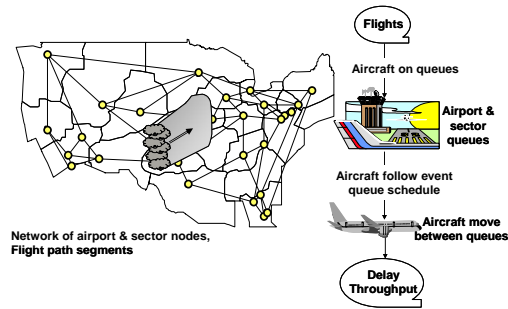 Flights
Aircraft on queues
Airport &
sector
queues
Aircraft follow event
queue schedule
Aircraft move
between queues
Delay
Throughput
Network of airport & sector nodes,
Flight path segments